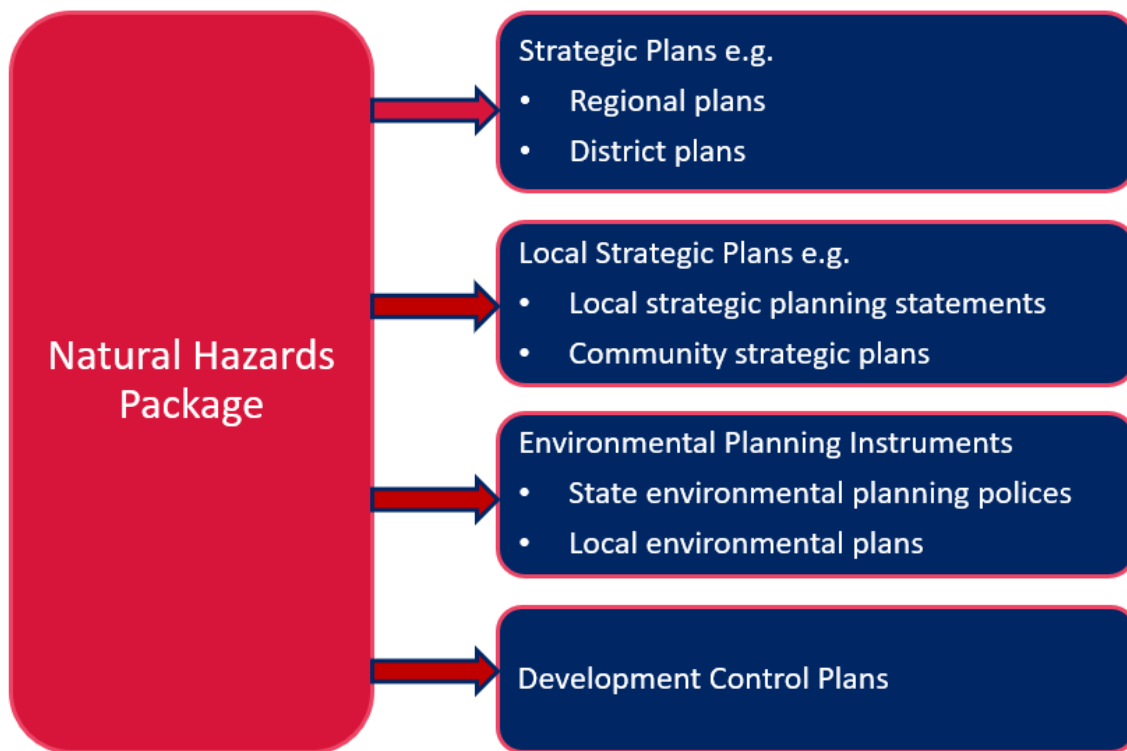 Natural Hazards
Package
Strategic Plans e.g.
• Regional plans
• District plans
Local Strategic Plans e.g.
• Local strategic planning statements
• Community strategic plans
Environmental Planning Instruments
• State environmental planning polices
• Local environmental plans
Development Control Plans